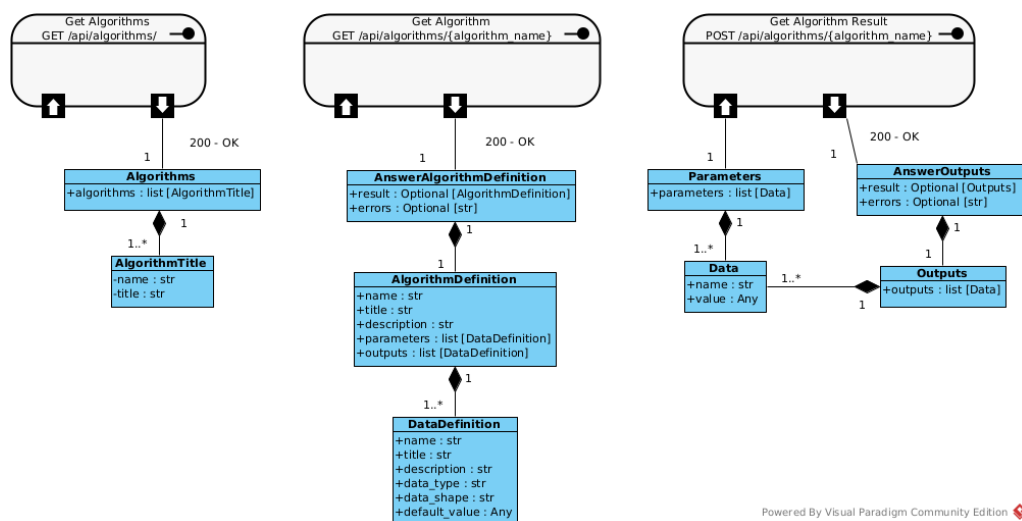 Get Algorithms
GET /api/algorithms/
200 - OK
1
Algorithms
+algorithms : list [AlgorithmTitle]
1
1..*
AlgorithmTitle
-name : str
-title : str
Get Algorithm
GET /api/algorithms/{algorithm_name}
200 - OK
1
AnswerAlgorithmDefinition
+result : Optional [AlgorithmDefinition]
+errors : Optional [str]
1
1
AlgorithmDefinition
+name : str
+title : str
+description : str
+parameters : list [DataDefinition]
+outputs : list [DataDefinition]
1
1..*
DataDefinition
+name : str
+title : str
+description : str
+data_type : str
+data_shape : str
+default_value : Any
Get Algorithm Result
POST /api/algorithms/{algorithm_name}
200 - OK
1
1
Parameters
+parameters : list [Data]
AnswerOutputs
+result : Optional [Outputs]
+errors : Optional [str]
1
1
1..*
1
Data
+name : str
+value : Any
1..*
1
Outputs
+outputs : list [Data]
Powered By Visual Paradigm Community Edition